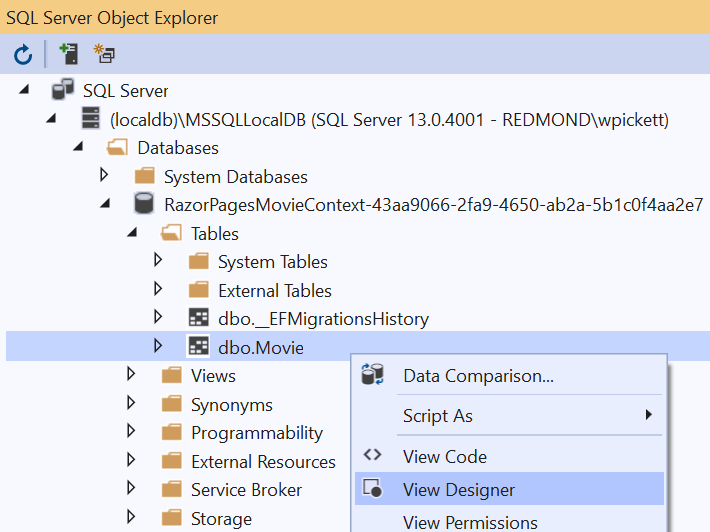 SQL Server Object Explorer
SQL Server
(localdb)\MSSQLLocalDB (SQL Server 13.0.4001 - REDMOND\wpickett)
Databases
System Databases
RazorPagesMovieContext-43aa9066-2fa9-4650-ab2a-5b1c0f4aa2e7
Tables
System Tables
External Tables
dbo.__EFMigrationsHistory
dbo.Movie
Views
Synonyms
Programmability
External Resources
Service Broker
Storage
Data Comparison...
Script As
View Code
View Designer
View Permissions